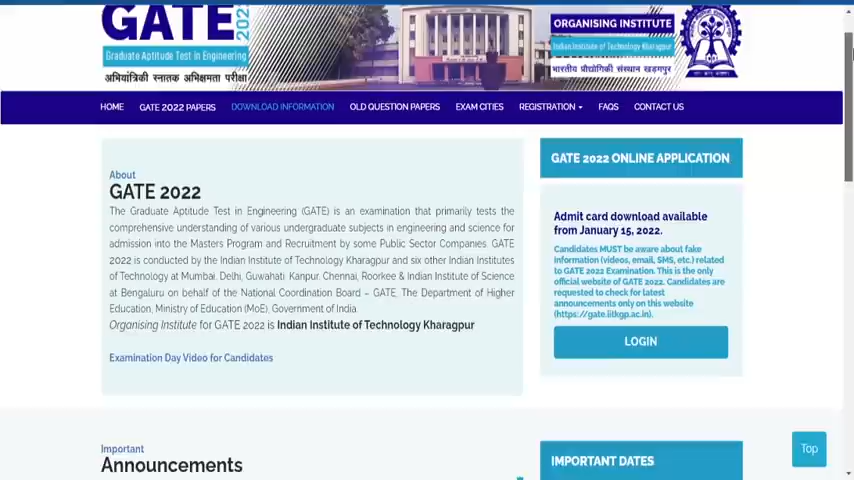 GATE 2022
Graduate Aptitude Test in Engineering
अभियांत्रिकी स्नातक अभिक्षमता परीक्षा
ORGANISING INSTITUTE
Indian Institute of Technology Kharagpur
भारतीय प्रौद्योगिकी संस्थान खड़गपुर
HOME GATE 2022 PAPERS DOWNLOAD INFORMATION OLD QUESTION PAPERS EXAM CITIES REGISTRATION FAQS CONTACT US
About
GATE 2022
The Graduate Aptitude Test in Engineering (GATE) is an examination that primarily tests the
comprehensive understanding of various undergraduate subjects in engineering and science for
admission into the Masters Program and Recruitment by some Public Sector Companies. GATE
2022 is conducted by the Indian Institute of Technology Kharagpur and six other Indian Institutes
of Technology at Mumbai, Delhi, Guwahati, Kanpur, Chennai, Roorkee & Indian Institute of Science
at Bengaluru on behalf of the National Coordination Board – GATE, The Department of Higher
Education, Ministry of Education (MoE), Government of India.
Organising Institute for GATE 2022 is Indian Institute of Technology Kharagpur
Examination Day Video for Candidates
GATE 2022 ONLINE APPLICATION
Admit card download available
from January 15, 2022.
Candidates MUST be aware about fake
information (videos, email, SMS, etc.) related
to GATE 2022 Examination. This is the only
official website of GATE 2022. Candidates are
requested to check for latest
announcements only on this website
(https://gate.iitkgp.ac.in).
LOGIN
Important
Announcements
IMPORTANT DATES
Top